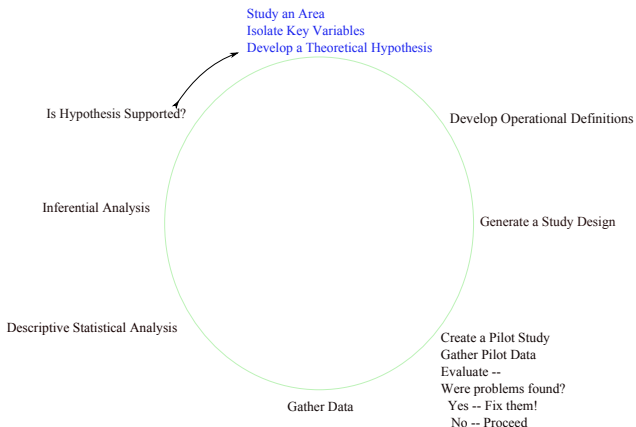 Study an Area
Isolate Key Variables
Develop a Theoretical Hypothesis
Develop Operational Definitions
Generate a Study Design
Create a Pilot Study
Gather Pilot Data
Evaluate --
Were problems found?
Yes -- Fix them!
No -- Proceed
Gather Data
Descriptive Statistical Analysis
Inferential Analysis
Is Hypothesis Supported?